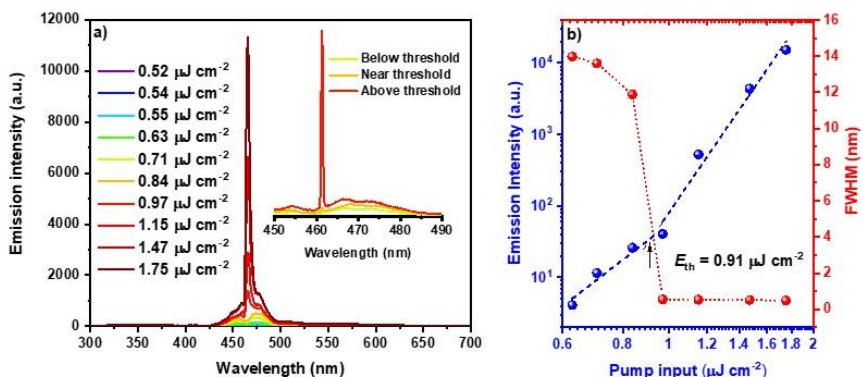 a)
Emission intensity (a.u.)
12000
10000
8000
6000
4000
2000
0
300 350 400 450 500 550 600 650 700
Wavelength (nm)
0.52 μJ cm⁻²
0.54 μJ cm⁻²
0.55 μJ cm⁻²
0.63 μJ cm⁻²
0.71 μJ cm⁻²
0.84 μJ cm⁻²
0.97 μJ cm⁻²
1.15 μJ cm⁻²
1.47 μJ cm⁻²
1.75 μJ cm⁻²
Below threshold
Near threshold
Above threshold
450 460 470 480 490
Wavelength (nm)
b)
Emission Intensity (a.u.)
10⁴
10³
10²
10¹
0.6 0.8 1 1.2 1.4 1.6 1.8 2
Pump input (μJ cm⁻²)
Eth = 0.91 μJ cm⁻²
16
14
12
10
8
6
4
2
0
FWHM (nm)